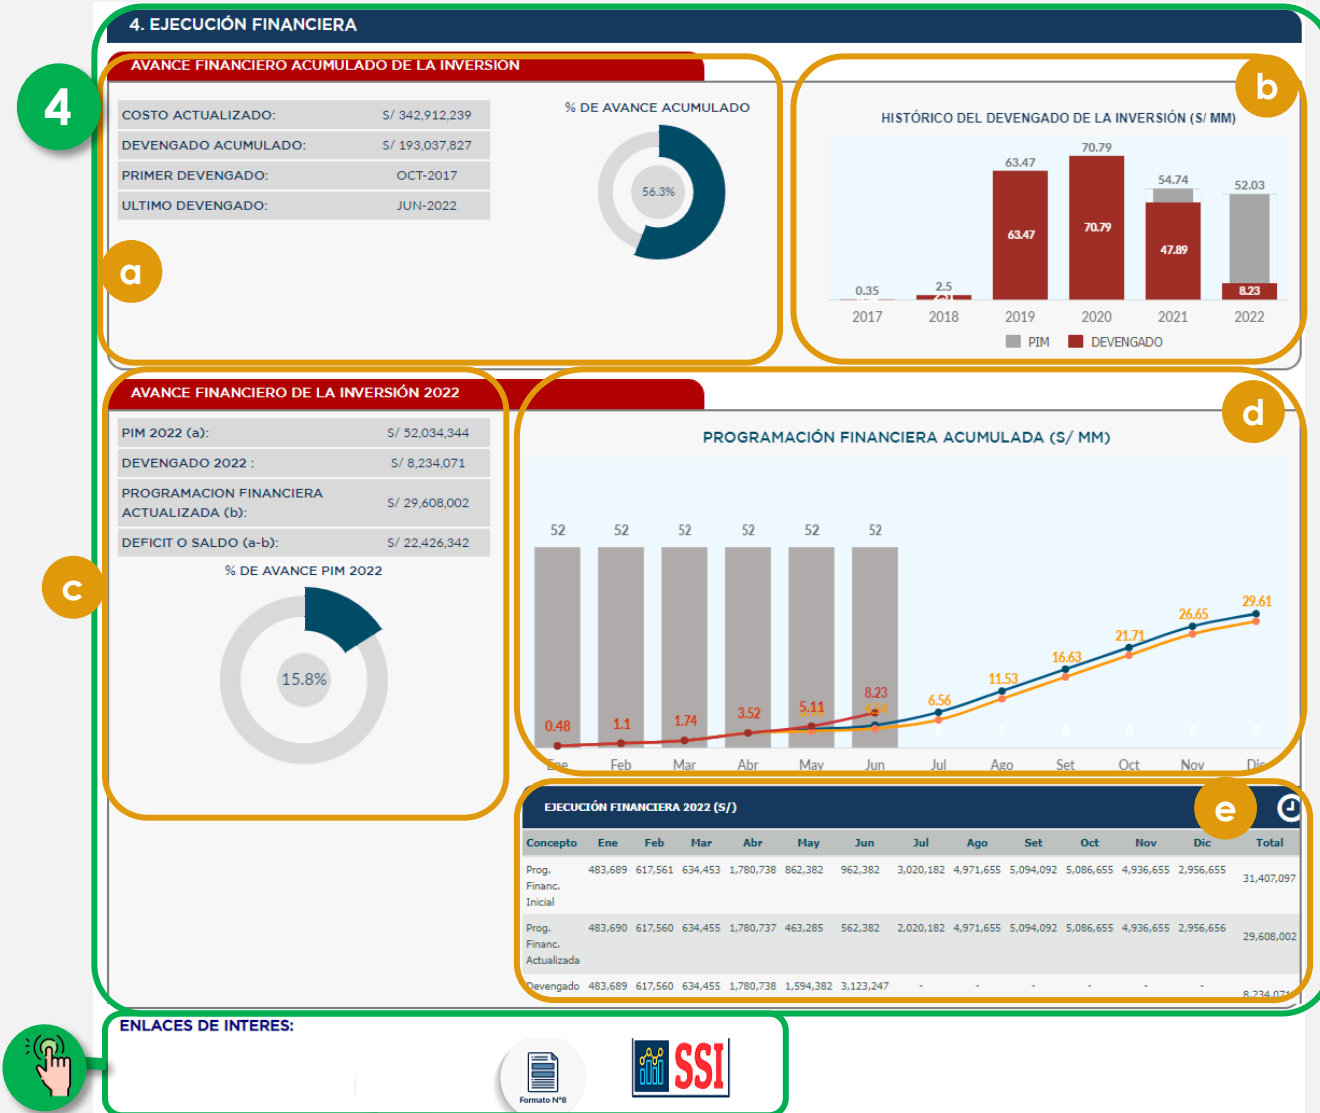 4. EJECUCIÓN FINANCIERA
4
AVANCE FINANCIERO ACUMULADO DE LA INVERSIÓN
COSTO ACTUALIZADO: S/ 342,912,239
DEVENGADO ACUMULADO: S/ 193,037,827
PRIMER DEVENGADO: OCT-2017
ULTIMO DEVENGADO: JUN-2022
a
% DE AVANCE ACUMULADO
56.3%
b
HISTÓRICO DEL DEVENGADO DE LA INVERSIÓN (S/ MM)
0.35 2.5 63.47 70.79 54.74 52.03
63.47 70.79 47.89 8.23
2017 2018 2019 2020 2021 2022
PIM DEVENGADO
AVANCE FINANCIERO DE LA INVERSIÓN 2022
PIM 2022 (a): S/ 52,034,344
DEVENGADO 2022 : S/ 8,234,071
PROGRAMACION FINANCIERA
ACTUALIZADA (b): S/ 29,608,002
DEFICIT O SALDO (a-b): S/ 22,426,342
c
% DE AVANCE PIM 2022
15.8%
d
PROGRAMACIÓN FINANCIERA ACUMULADA (S/ MM)
52 52 52 52 52 52
0.48 1.1 1.74 3.52 5.11 8.23 6.56 11.53 16.63 21.71 26.65 29.61
0 0 0 0 0 0
Ene Feb Mar Abr May Jun Jul Ago Set Oct Nov Dic
e
EJECUCIÓN FINANCIERA 2022 (S/)
Concepto Ene Feb Mar Abr May Jun Jul Ago Set Oct Nov Dic Total
Prog. Financ. Inicial 483,689 617,561 634,453 1,780,738 862,382 962,382 3,020,182 4,971,655 5,094,092 5,086,655 4,936,655 2,956,655 31,407,097
Prog. Financ. Actualizada 483,690 617,560 634,455 1,780,737 463,285 562,382 2,020,182 4,971,655 5,094,092 5,086,655 4,936,655 2,956,656 29,608,002
Devengado 483,689 617,560 634,455 1,780,738 1,594,382 3,123,247 - - - - - - 8,234,071
ENLACES DE INTERES:
Formato N°8
SSI